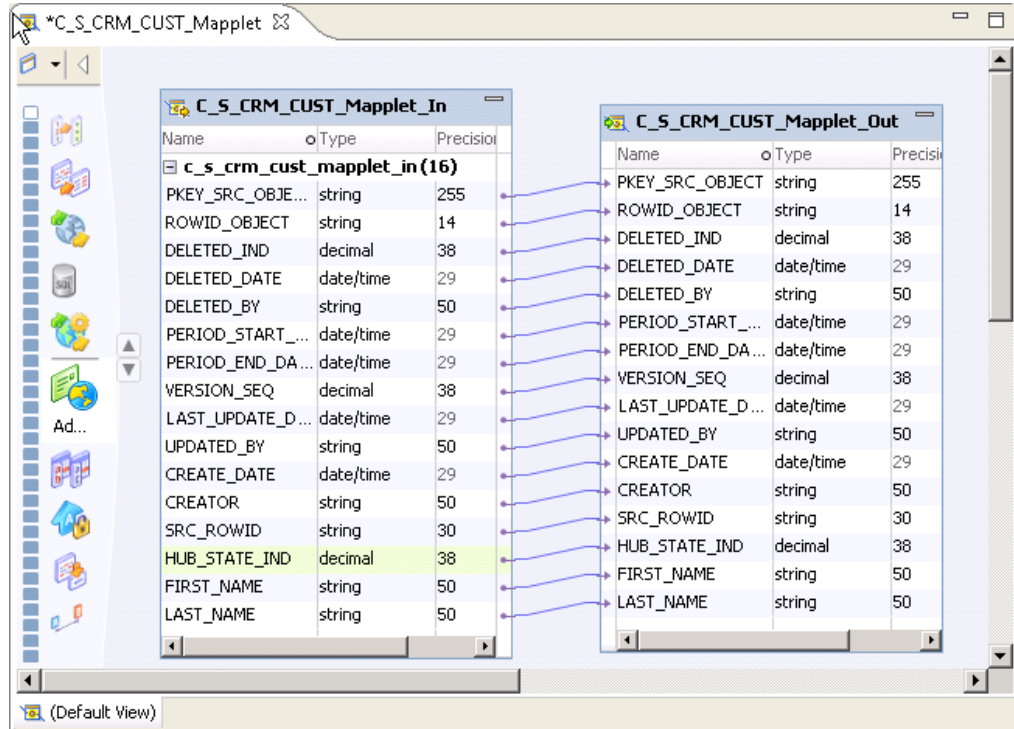 *C_S_CRM_CUST_Mapplet
C_S_CRM_CUST_Mapplet_In
Name Type Precision
c_s_crm_cust_mapplet_in (16)
PKEY_SRC_OBJE... string 255
ROWID_OBJECT string 14
DELETED_IND decimal 38
DELETED_DATE date/time 29
DELETED_BY string 50
PERIOD_START_... date/time 29
PERIOD_END_DA... date/time 29
VERSION_SEQ decimal 38
LAST_UPDATE_D... date/time 29
UPDATED_BY string 50
CREATE_DATE date/time 29
CREATOR string 50
SRC_ROWID string 30
HUB_STATE_IND decimal 38
FIRST_NAME string 50
LAST_NAME string 50
C_S_CRM_CUST_Mapplet_Out
Name Type Precisi
PKEY_SRC_OBJECT string 255
ROWID_OBJECT string 14
DELETED_IND decimal 38
DELETED_DATE date/time 29
DELETED_BY string 50
PERIOD_START_... date/time 29
PERIOD_END_DA... date/time 29
VERSION_SEQ decimal 38
LAST_UPDATE_D... date/time 29
UPDATED_BY string 50
CREATE_DATE date/time 29
CREATOR string 50
SRC_ROWID string 30
HUB_STATE_IND decimal 38
FIRST_NAME string 50
LAST_NAME string 50
SQL
Ad...
(Default View)